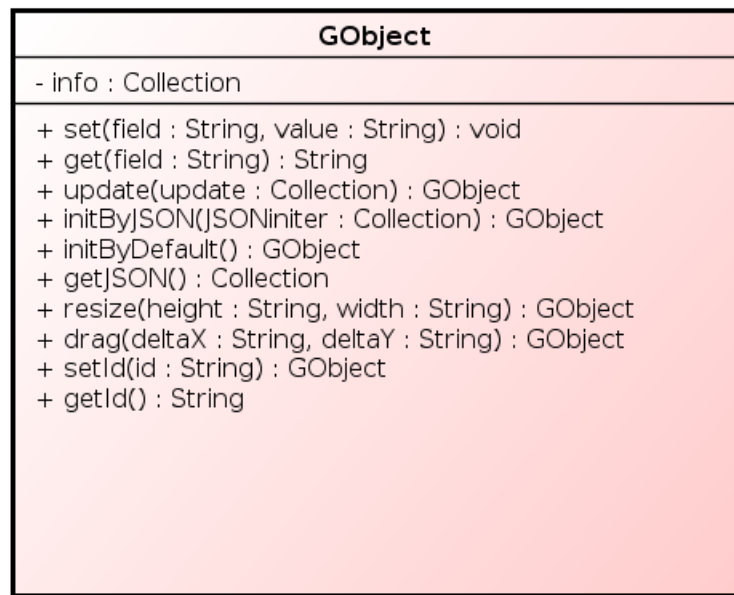 GObject
- info : Collection
+ set(field : String, value : String) : void
+ get(field : String) : String
+ update(update : Collection) : GObject
+ initByJSON(JSONiniter : Collection) : GObject
+ initByDefault() : GObject
+ getJSON() : Collection
+ resize(height : String, width : String) : GObject
+ drag(deltaX : String, deltaY : String) : GObject
+ setId(id : String) : GObject
+ getId() : String